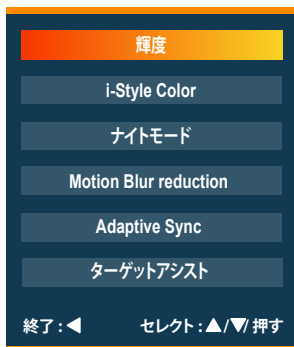 輝度
i-Style Color
ナイトモード
Motion Blur reduction
Adaptive Sync
ターゲットアシスト
終了:◀ セレクト:▲/▼/ 押す